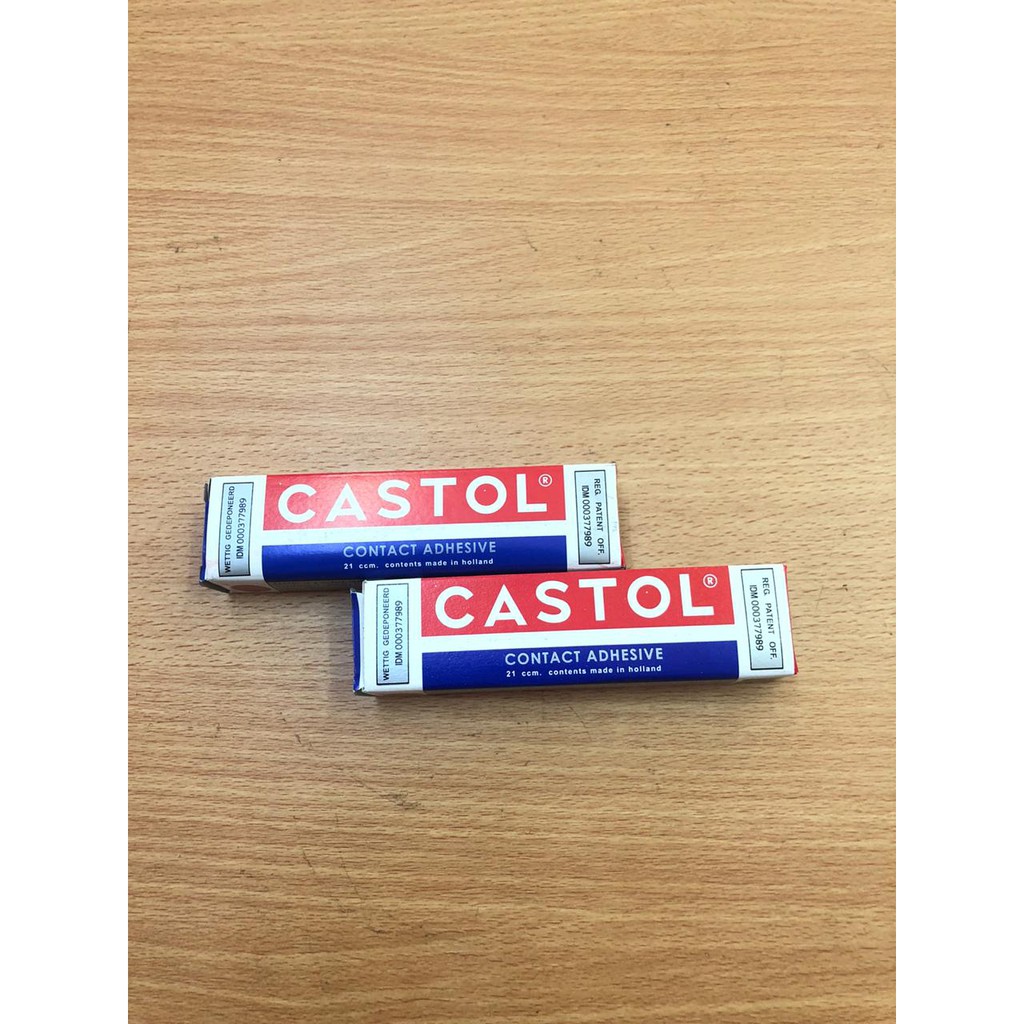 WETTIG GEDEPONEERD
IDM 000377989
CASTOL®
CONTACT ADHESIVE
21 ccm. contents made in holland
REG. PATENT OFF.
IDM 000377989
WETTIG GEDEPONEERD
IDM 000377989
CASTOL®
CONTACT ADHESIVE
21 ccm. contents made in holland
REG. PATENT OFF.
IDM 000377989